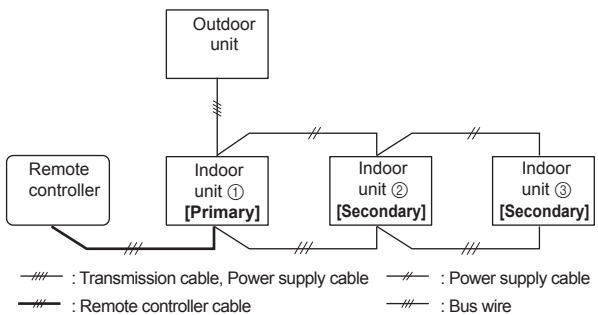 Outdoor
unit
Remote
controller
Indoor
unit ①
[Primary]
Indoor
unit ②
[Secondary]
Indoor
unit ③
[Secondary]
: Transmission cable, Power supply cable
: Power supply cable
: Remote controller cable
: Bus wire